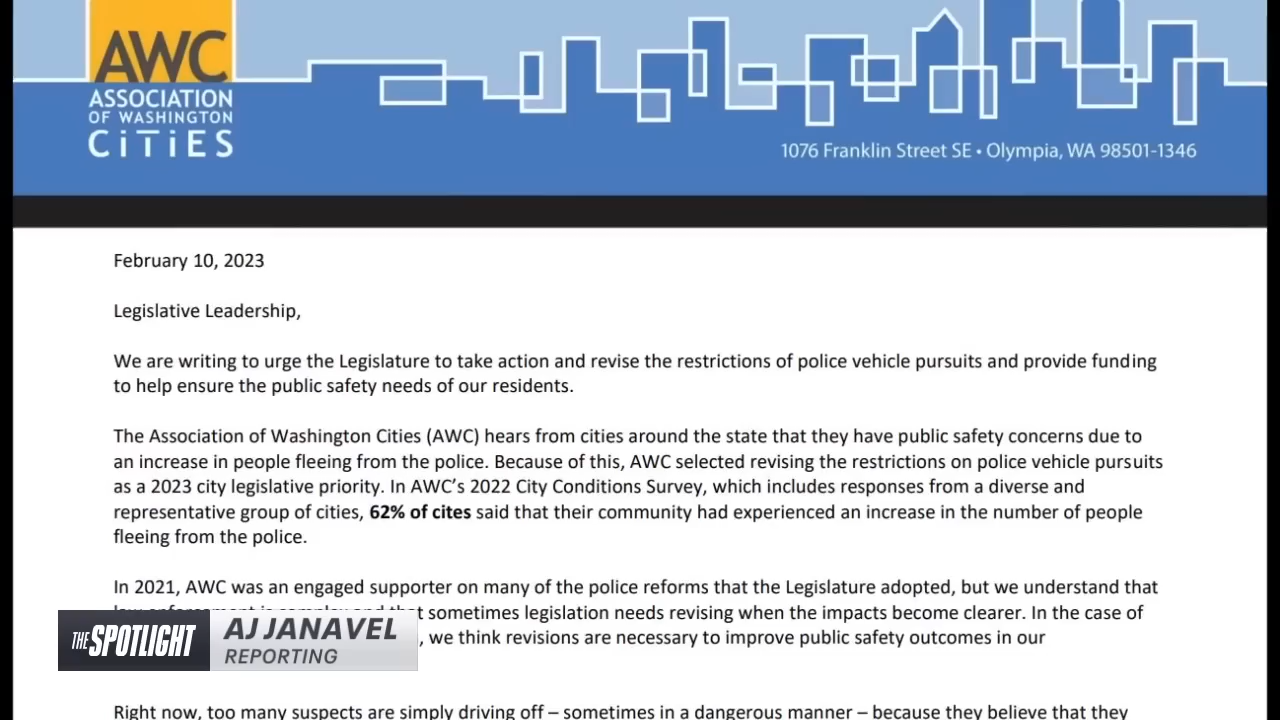 AWC
ASSOCIATION
OF WASHINGTON
CiTiES
1076 Franklin Street SE • Olympia, WA 98501-1346
February 10, 2023
Legislative Leadership,
We are writing to urge the Legislature to take action and revise the restrictions of police vehicle pursuits and provide funding
to help ensure the public safety needs of our residents.
The Association of Washington Cities (AWC) hears from cities around the state that they have public safety concerns due to
an increase in people fleeing from the police. Because of this, AWC selected revising the restrictions on police vehicle pursuits
as a 2023 city legislative priority. In AWC's 2022 City Conditions Survey, which includes responses from a diverse and
representative group of cities, 62% of cites said that their community had experienced an increase in the number of people
fleeing from the police.
In 2021, AWC was an engaged supporter on many of the police reforms that the Legislature adopted, but we understand that
law enforcement is complex and that sometimes legislation needs revising when the impacts become clearer. In the case of
, we think revisions are necessary to improve public safety outcomes in our
THE SPOTLIGHT
AJ JANAVEL
REPORTING
Right now, too many suspects are simply driving off – sometimes in a dangerous manner – because they believe that they